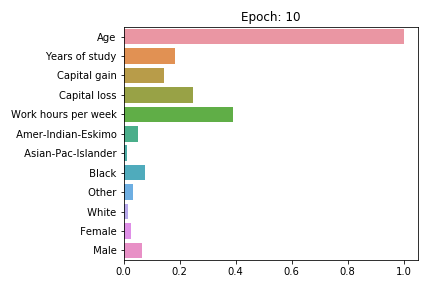 Epoch: 10
Age
Years of study
Capital gain
Capital loss
Work hours per week
Amer-Indian-Eskimo
Asian-Pac-Islander
Black
Other
White
Female
Male
0.0 0.2 0.4 0.6 0.8 1.0